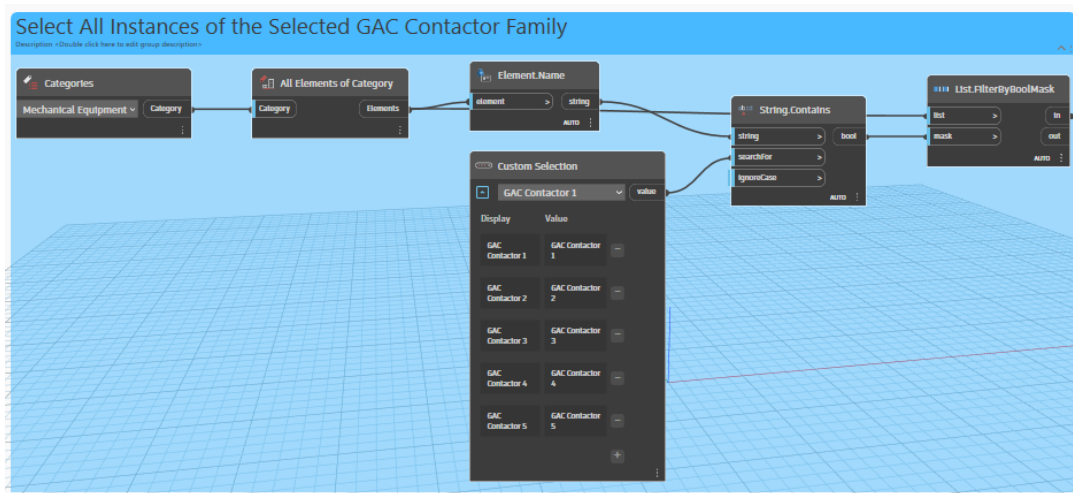 Select All Instances of the Selected GAC Contactor Family
Description <Double click here to edit group description>
Categories
Mechanical Equipment
Category
All Elements of Category
Category
Elements
Element.Name
element >
string
AUTO
Custom Selection
GAC Contactor 1
value
Display Value
GAC
Contactor 1
GAC Contactor
1
GAC
Contactor 2
GAC Contactor
2
GAC
Contactor 3
GAC Contactor
3
GAC
Contactor 4
GAC Contactor
4
GAC
Contactor 5
GAC Contactor
5
String.Contains
string >
bool
searchFor >
ignoreCase >
AUTO
List.FilterByBoolMask
list >
in
mask >
out
AUTO